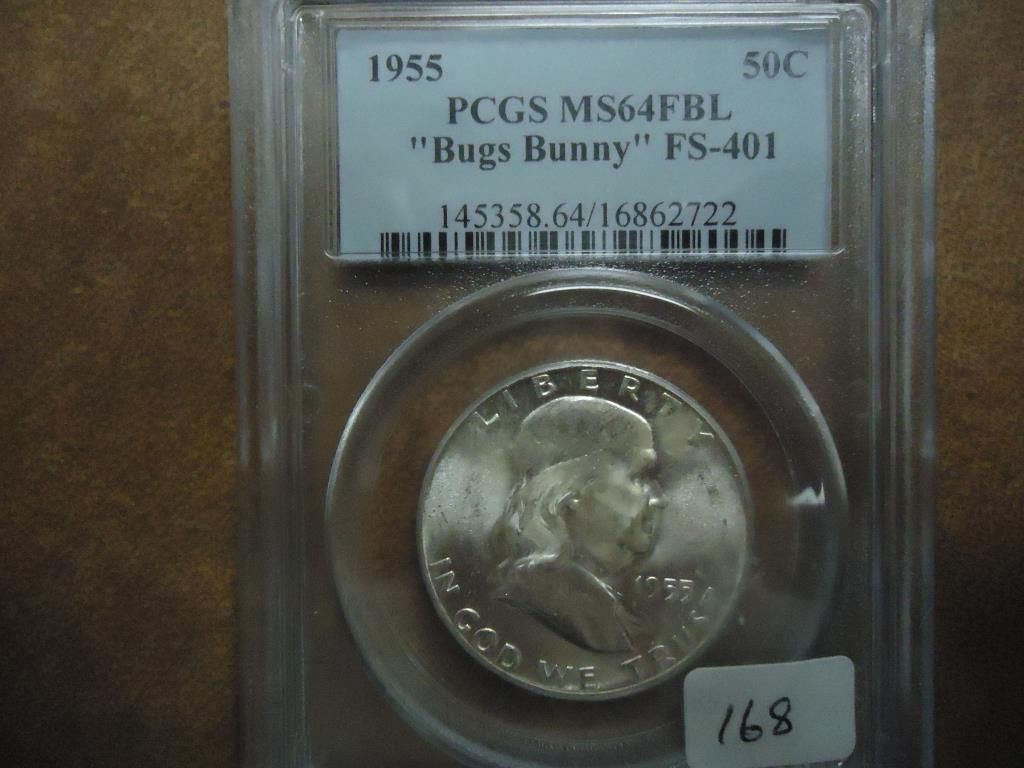 1955 50C
PCGS MS64FBL
"Bugs Bunny" FS-401
145358.64/16862722
LIBERTY
1955
IN GOD WE TRUST
168